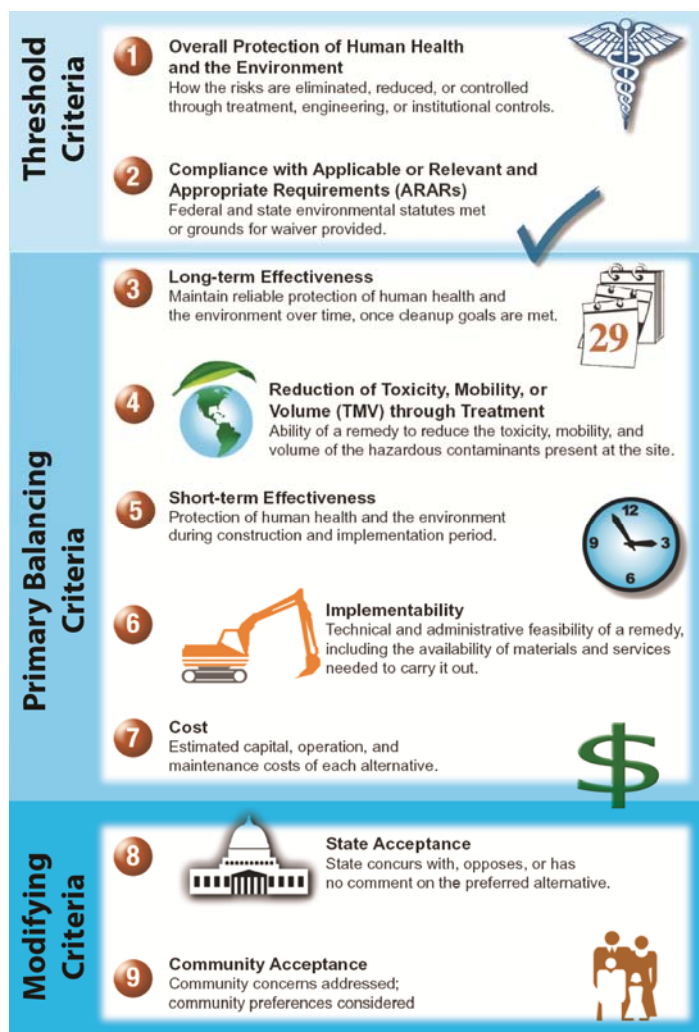 Threshold
Criteria
1
Overall Protection of Human Health
and the Environment
How the risks are eliminated, reduced, or controlled
through treatment, engineering, or institutional controls.
2
Compliance with Applicable or Relevant and
Appropriate Requirements (ARARs)
Federal and state environmental statutes met
or grounds for waiver provided.
Primary Balancing
Criteria
3
Long-term Effectiveness
Maintain reliable protection of human health and
the environment over time, once cleanup goals are met.
29
4
Reduction of Toxicity, Mobility, or
Volume (TMV) through Treatment
Ability of a remedy to reduce the toxicity, mobility, and
volume of the hazardous contaminants present at the site.
5
Short-term Effectiveness
Protection of human health and the environment
during construction and implementation period.
12
9 3
6
6
Implementability
Technical and administrative feasibility of a remedy,
including the availability of materials and services
needed to carry it out.
7
Cost
Estimated capital, operation, and
maintenance costs of each alternative.
$
Modifying
Criteria
8
State Acceptance
State concurs with, opposes, or has
no comment on the preferred alternative.
9
Community Acceptance
Community concerns addressed;
community preferences considered